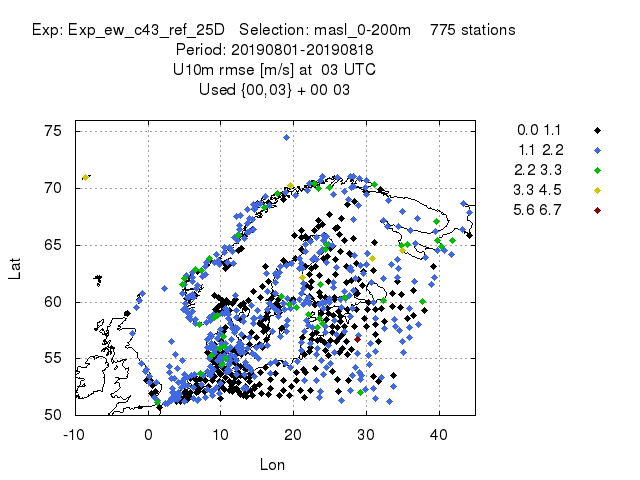 Exp: Exp_ew_c43_ref_25D Selection: masl_0-200m 775 stations
Period: 20190801-20190818
U10m rmse [m/s] at 03 UTC
Used {00,03} + 00 03
75
70
65
60
55
50
-10 0 10 20 30 40
Lat
Lon
0.0 1.1
1.1 2.2
2.2 3.3
3.3 4.5
5.6 6.7